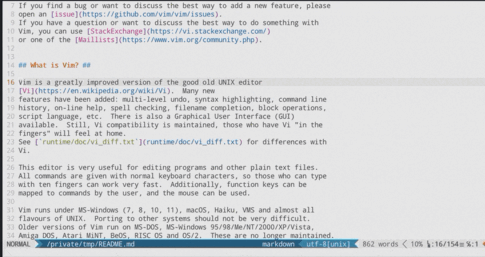 7 If you find a bug or want to discuss the best way to add a new feature, please
8 open an [issue](https://github.com/vim/vim/issues).
9 If you have a question or want to discuss the best way to do something with
10 Vim, you can use [StackExchange](https://vi.stackexchange.com/)
11 or one of the [Maillists](https://www.vim.org/community.php).
12
13
14 ## What is Vim? ##
15
16 Vim is a greatly improved version of the good old UNIX editor
17 [Vi](https://en.wikipedia.org/wiki/Vi).  Many new
18 features have been added: multi-level undo, syntax highlighting, command line
19 history, on-line help, spell checking, filename completion, block operations,
20 script language, etc.  There is also a Graphical User Interface (GUI)
21 available.  Still, Vi compatibility is maintained, those who have Vi "in the
22 fingers" will feel at home.
23 See [`runtime/doc/vi_diff.txt`](runtime/doc/vi_diff.txt) for differences with
24 Vi.
25
26 This editor is very useful for editing programs and other plain text files.
27 All commands are given with normal keyboard characters, so those who can type
28 with ten fingers can work very fast.  Additionally, function keys can be
29 mapped to commands by the user, and the mouse can be used.
30
31 Vim runs under MS-Windows (7, 8, 10, 11), macOS, Haiku, VMS and almost all
32 flavours of UNIX.  Porting to other systems should not be very difficult.
33 Older versions of Vim run on MS-DOS, MS-Windows 95/98/Me/NT/2000/XP/Vista,
34 Amiga DOS, Atari MiNT, BeOS, RISC OS and OS/2.  These are no longer maintained.
NORMAL /private/tmp/README.md markdown utf-8[unix] 862 words 10% :16/154 :1